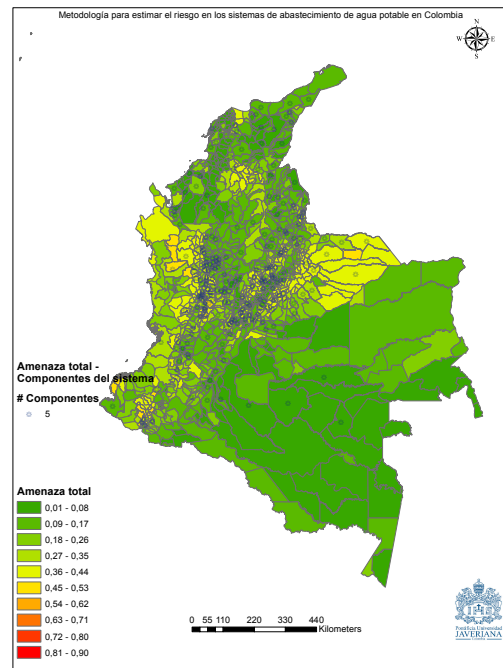 Metodología para estimar el riesgo en los sistemas de abastecimiento de agua potable en Colombia
N
W E
S
Amenaza total -
Componentes del sistema
# Componentes
5
Amenaza total
0,01 - 0,08
0,09 - 0,17
0,18 - 0,26
0,27 - 0,35
0,36 - 0,44
0,45 - 0,53
0,54 - 0,62
0,63 - 0,71
0,72 - 0,80
0,81 - 0,90
0 55 110 220 330 440
Kilometers
Pontificia Universidad
JAVERIANA